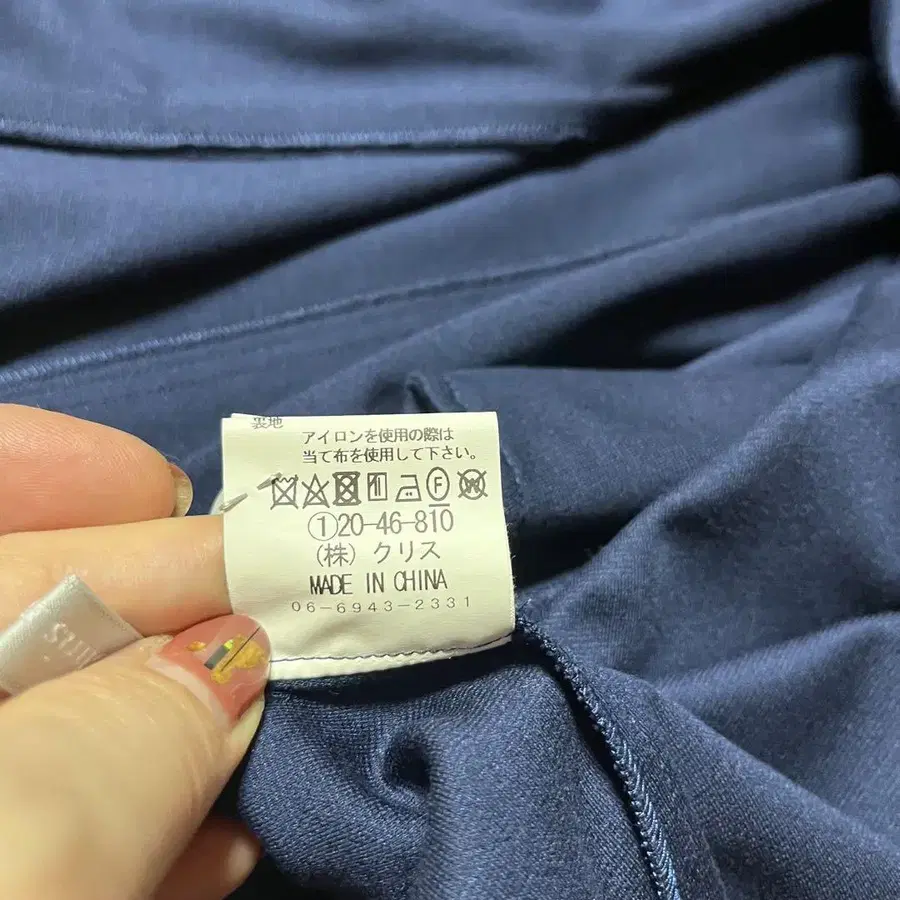 裏地
アイロンを使用の際は
当て布を使用して下さい。
F W
①20-46-810
(株) クリス
MADE IN CHINA
06-6943-2331